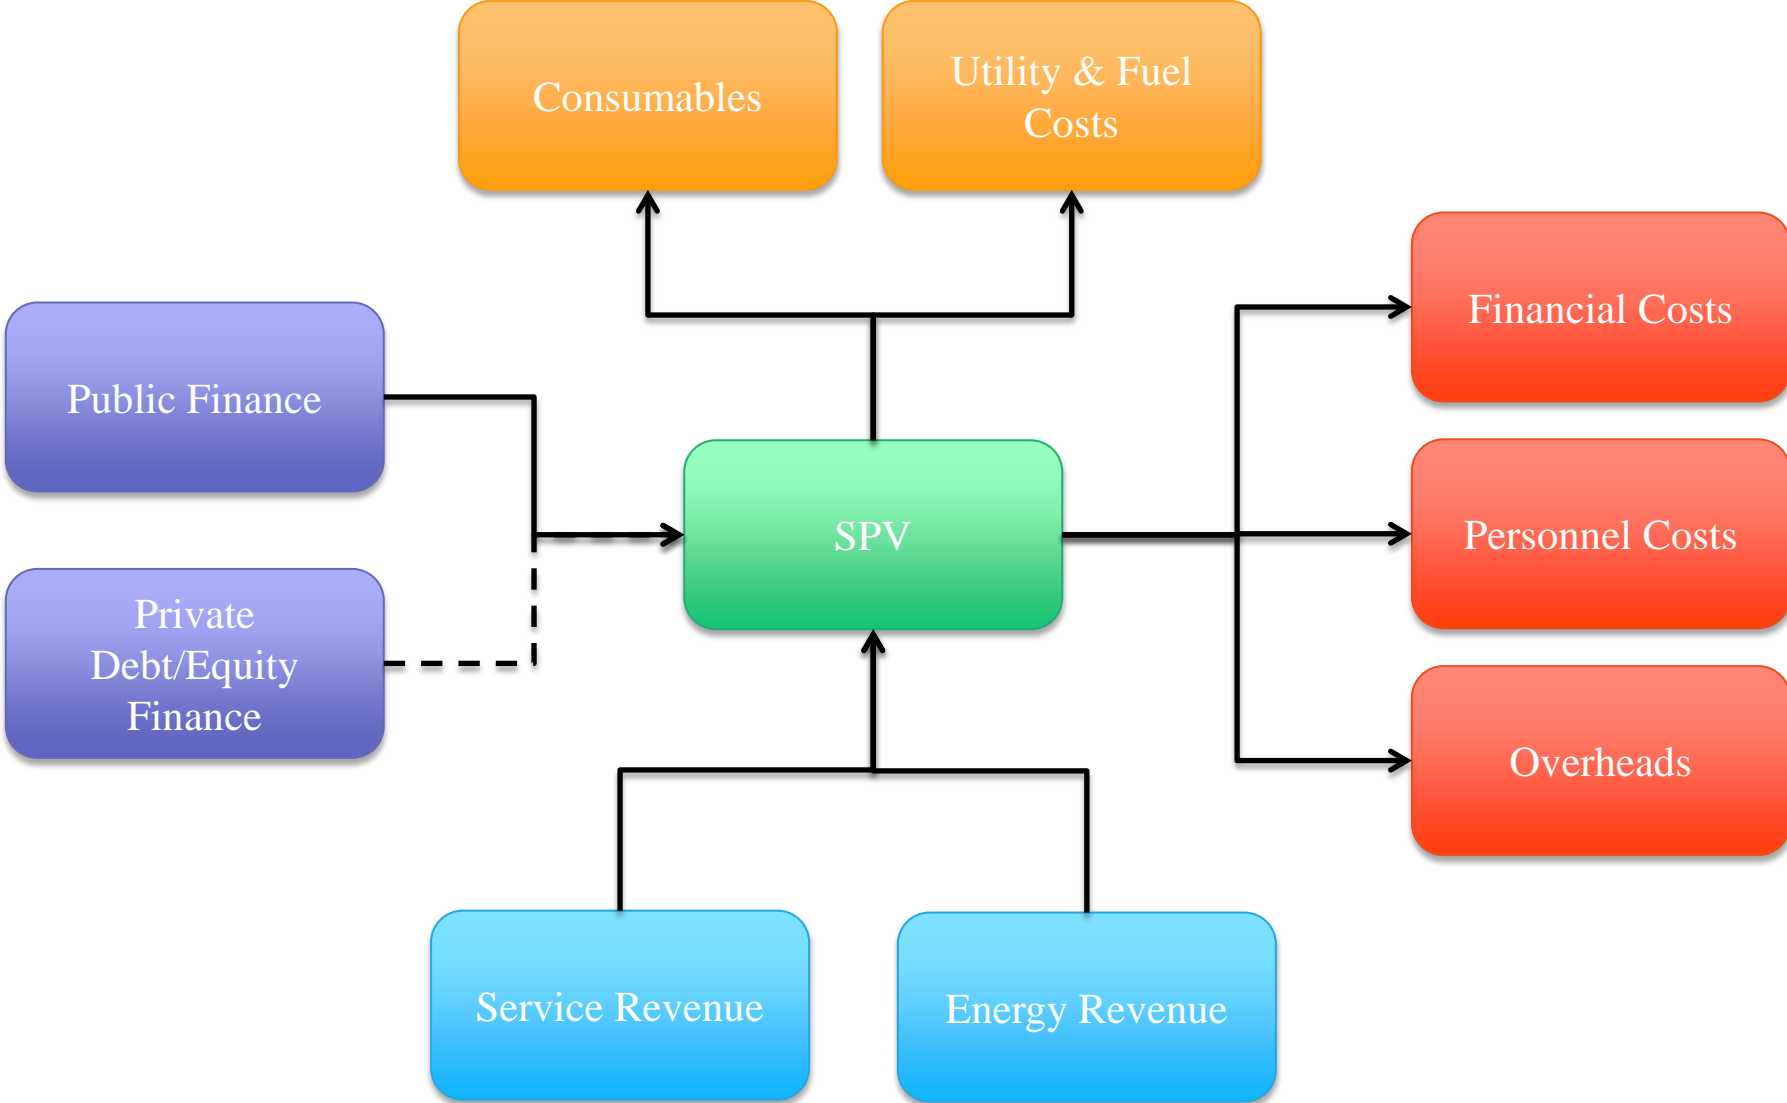 Consumables
Utility & Fuel
Costs
Financial Costs
Public Finance
SPV
Personnel Costs
Private
Debt/Equity
Finance
Overheads
Service Revenue
Energy Revenue